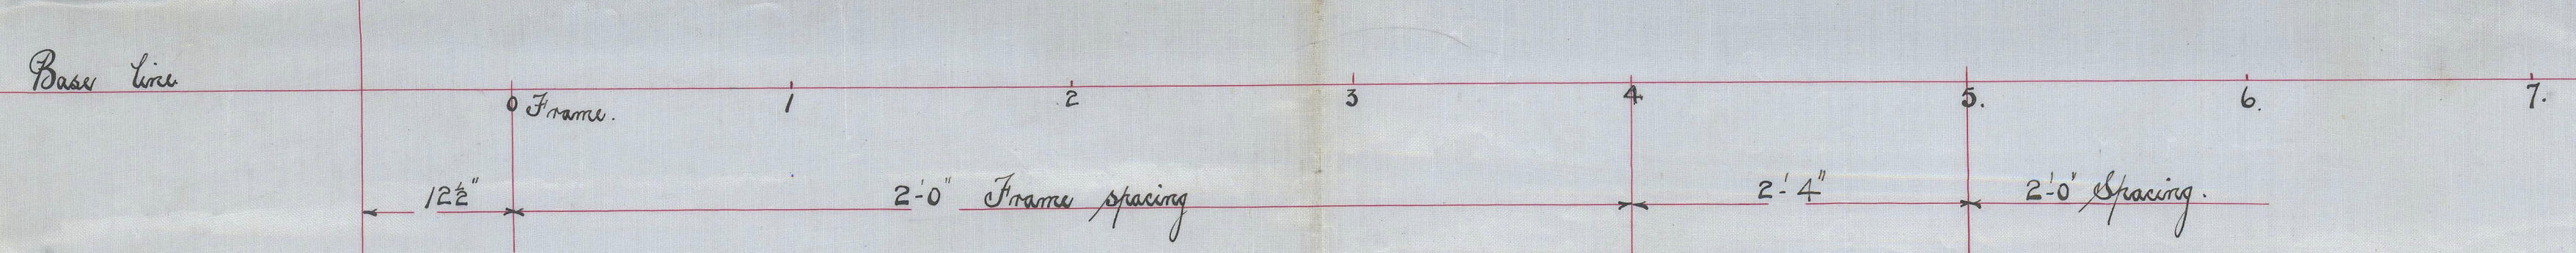 Base line
0 Frame. 1 2 3 4 5. 6. 7.
12½" 2'-0" Frame spacing 2'-4" 2'-0" Spacing.